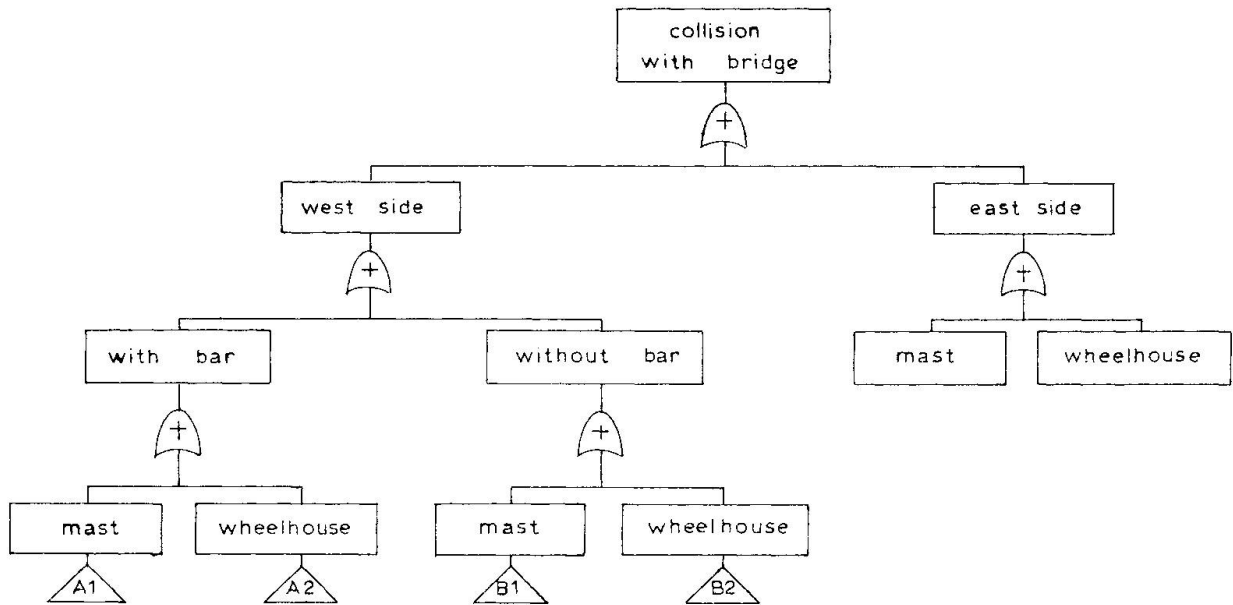 collision
with bridge
+
west side
east side
+
+
with bar
without bar
mast
wheelhouse
+
+
mast
wheelhouse
mast
wheelhouse
A1
A2
B1
B2